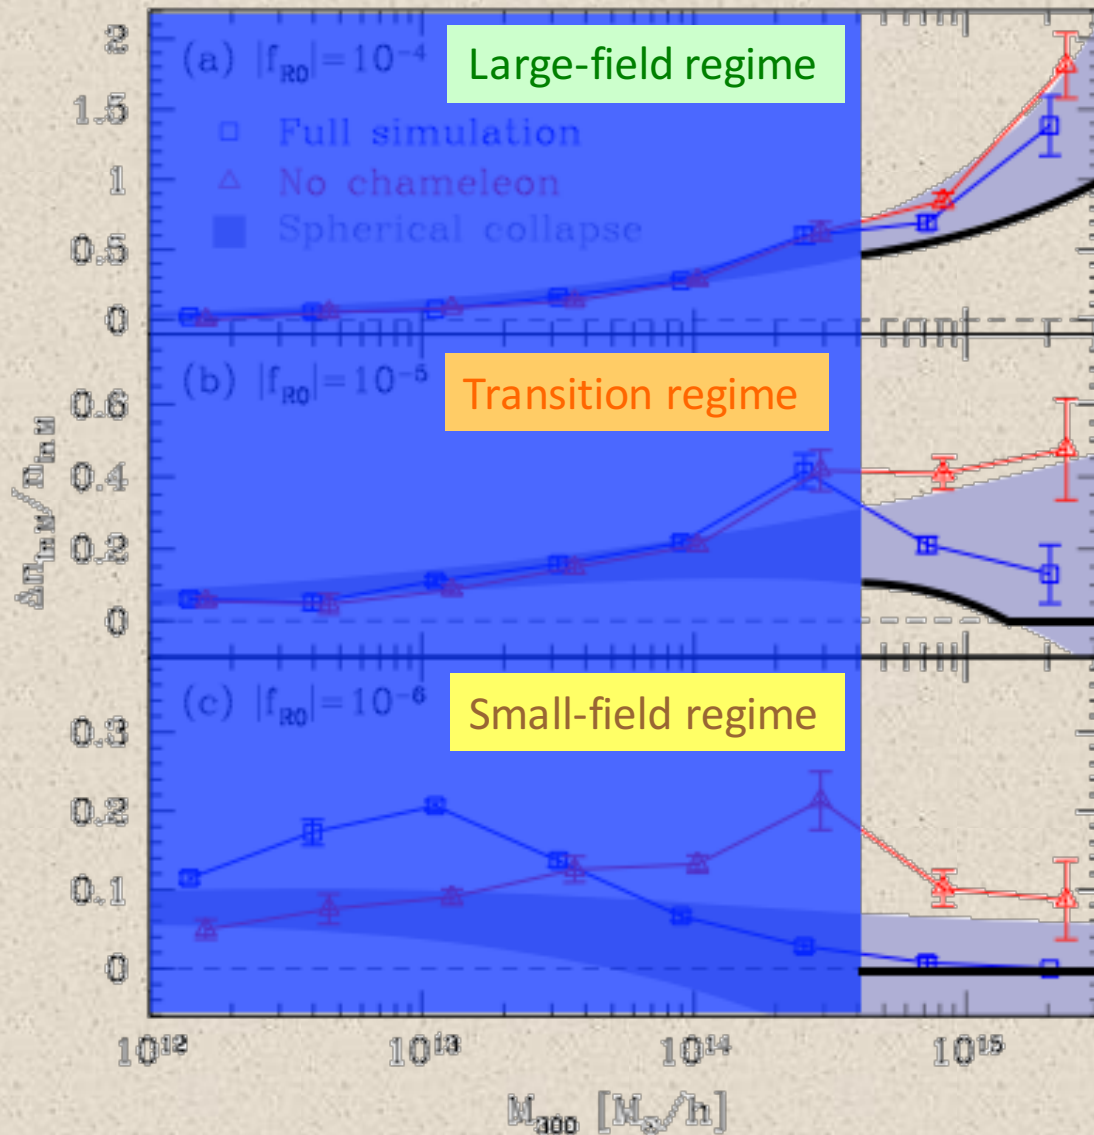 (a) |f_R0|=10^-4 Large-field regime
Full simulation
No chameleon
Spherical collapse
2
1.5
1
0.5
0
(b) |f_R0|=10^-5 Transition regime
0.6
0.4
0.2
0
Δn_lnM/n_lnM
(c) |f_R0|=10^-6 Small-field regime
0.3
0.2
0.1
0
10^12 10^13 10^14 10^15
M_300 [M_⊙/h]